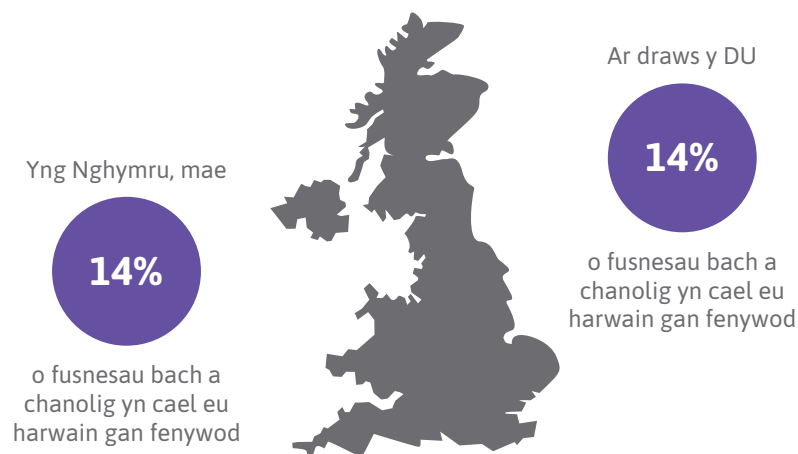 Yng Nghymru, mae
14%
o fusnesau bach a
chanolig yn cael eu
harwain gan fenywod
Ar draws y DU
14%
o fusnesau bach a
chanolig yn cael eu
harwain gan fenywod